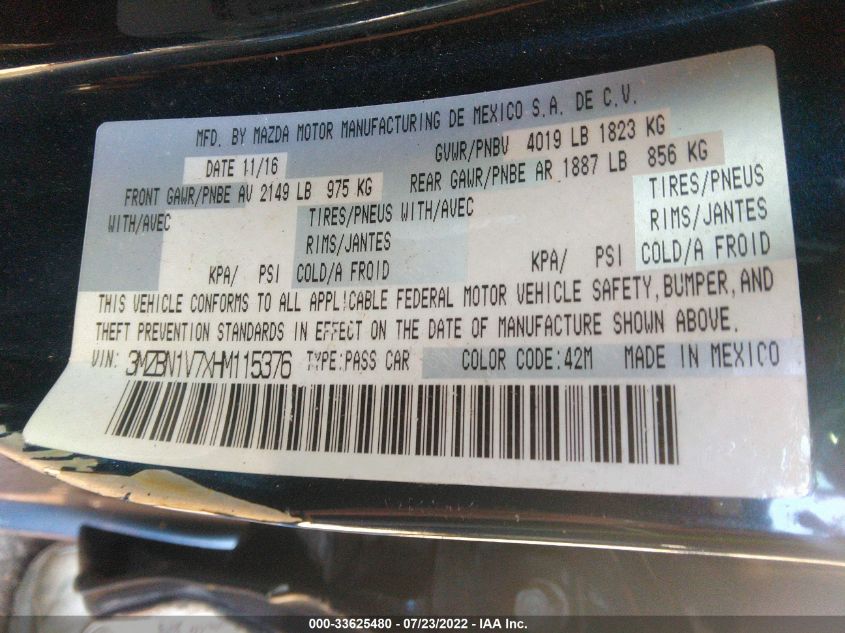 MFD. BY MAZDA MOTOR MANUFACTURING DE MEXICO S.A. DE C.V.
DATE 11/16 GVWR/PNBV 4019 LB 1823 KG
FRONT GAWR/PNBE AV 2149 LB 975 KG REAR GAWR/PNBE AR 1887 LB 856 KG
WITH/AVEC TIRES/PNEUS WITH/AVEC TIRES/PNEUS
RIMS/JANTES RIMS/JANTES
KPA/ PSI COLD/A FROID KPA/ PSI COLD/A FROID
THIS VEHICLE CONFORMS TO ALL APPLICABLE FEDERAL MOTOR VEHICLE SAFETY, BUMPER, AND
THEFT PREVENTION STANDARDS IN EFFECT ON THE DATE OF MANUFACTURE SHOWN ABOVE.
VIN: 3MZBN1V7XHM115376 TYPE:PASS CAR COLOR CODE:42M MADE IN MEXICO
000-33625480 - 07/23/2022 - IAA Inc.